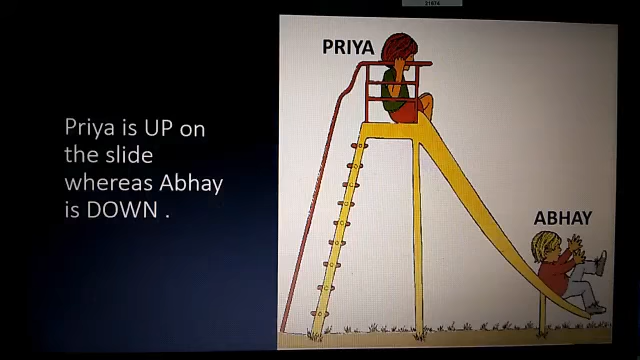 Priya is UP on
the slide
whereas Abhay
is DOWN .
PRIYA
ABHAY